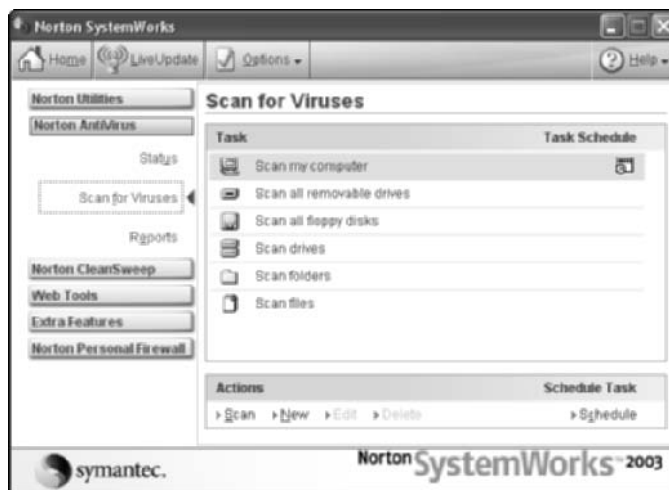 Norton SystemWorks
Home LiveUpdate Options Help
Norton Utilities
Norton AntiVirus
Status
Scan for Viruses
Reports
Norton CleanSweep
Web Tools
Extra Features
Norton Personal Firewall
Scan for Viruses
Task Task Schedule
Scan my computer
Scan all removable drives
Scan all floppy disks
Scan drives
Scan folders
Scan files
Actions Schedule Task
Scan New Edit Delete Schedule
symantec.
Norton SystemWorks™ 2003